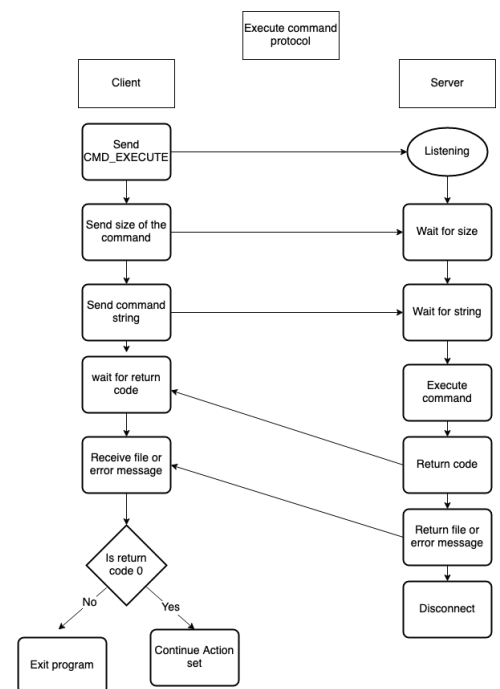 Execute command
protocol
Client
Server
Send
CMD_EXECUTE
Listening
Send size of the
command
Wait for size
Send command
string
Wait for string
wait for return
code
Execute
command
Receive file or
error message
Return code
Return file or
error message
Is return
code 0
No
Yes
Disconnect
Exit program
Continue Action
set